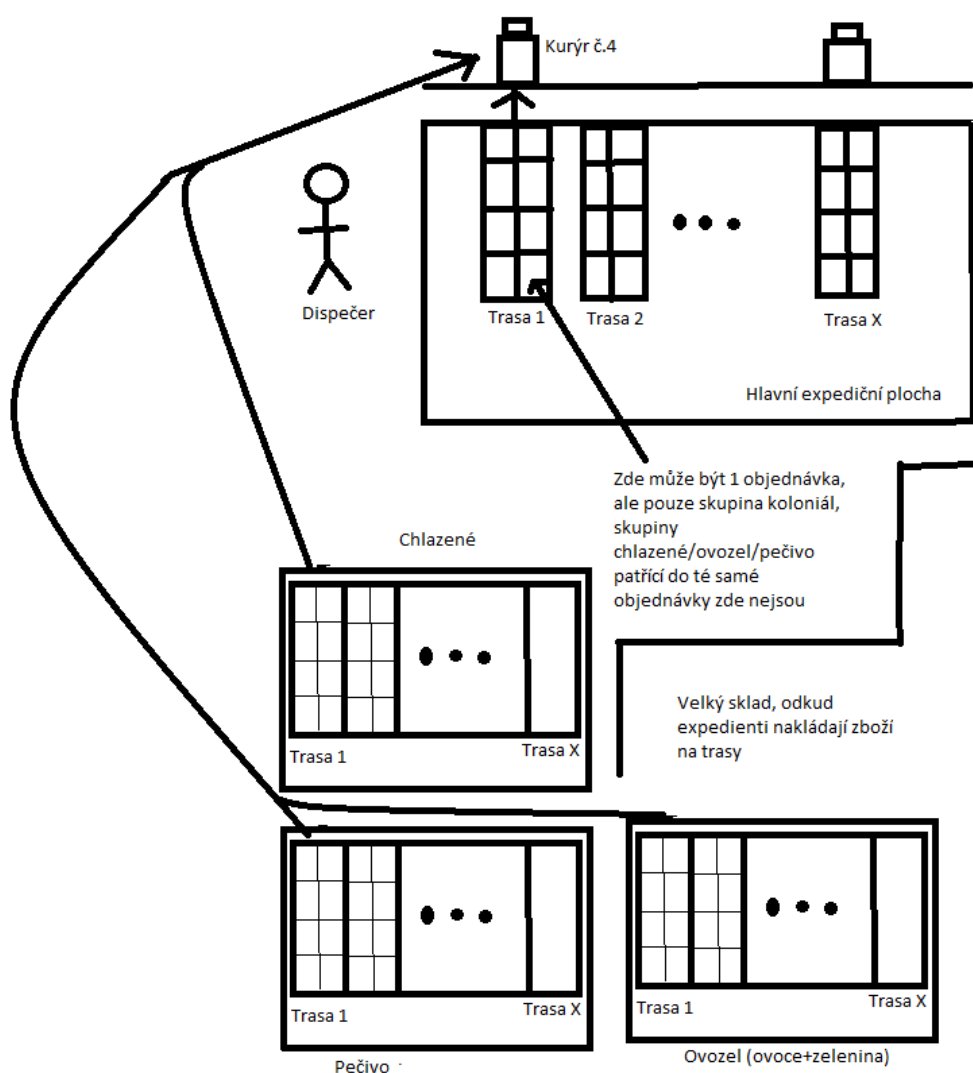 Kurýr č.4
Dispečer
Trasa 1
Trasa 2
Trasa X
Hlavní expediční plocha
Zde může být 1 objednávka,
ale pouze skupina koloniál,
skupiny
chlazené/ovozel/pečivo
patřící do té samé
objednávky zde nejsou
Chlazené
Trasa 1
Trasa X
Velký sklad, odkud
expedienti nakládají zboží
na trasy
Trasa 1
Trasa X
Pečivo
Trasa 1
Trasa X
Ovozel (ovoce+zelenina)